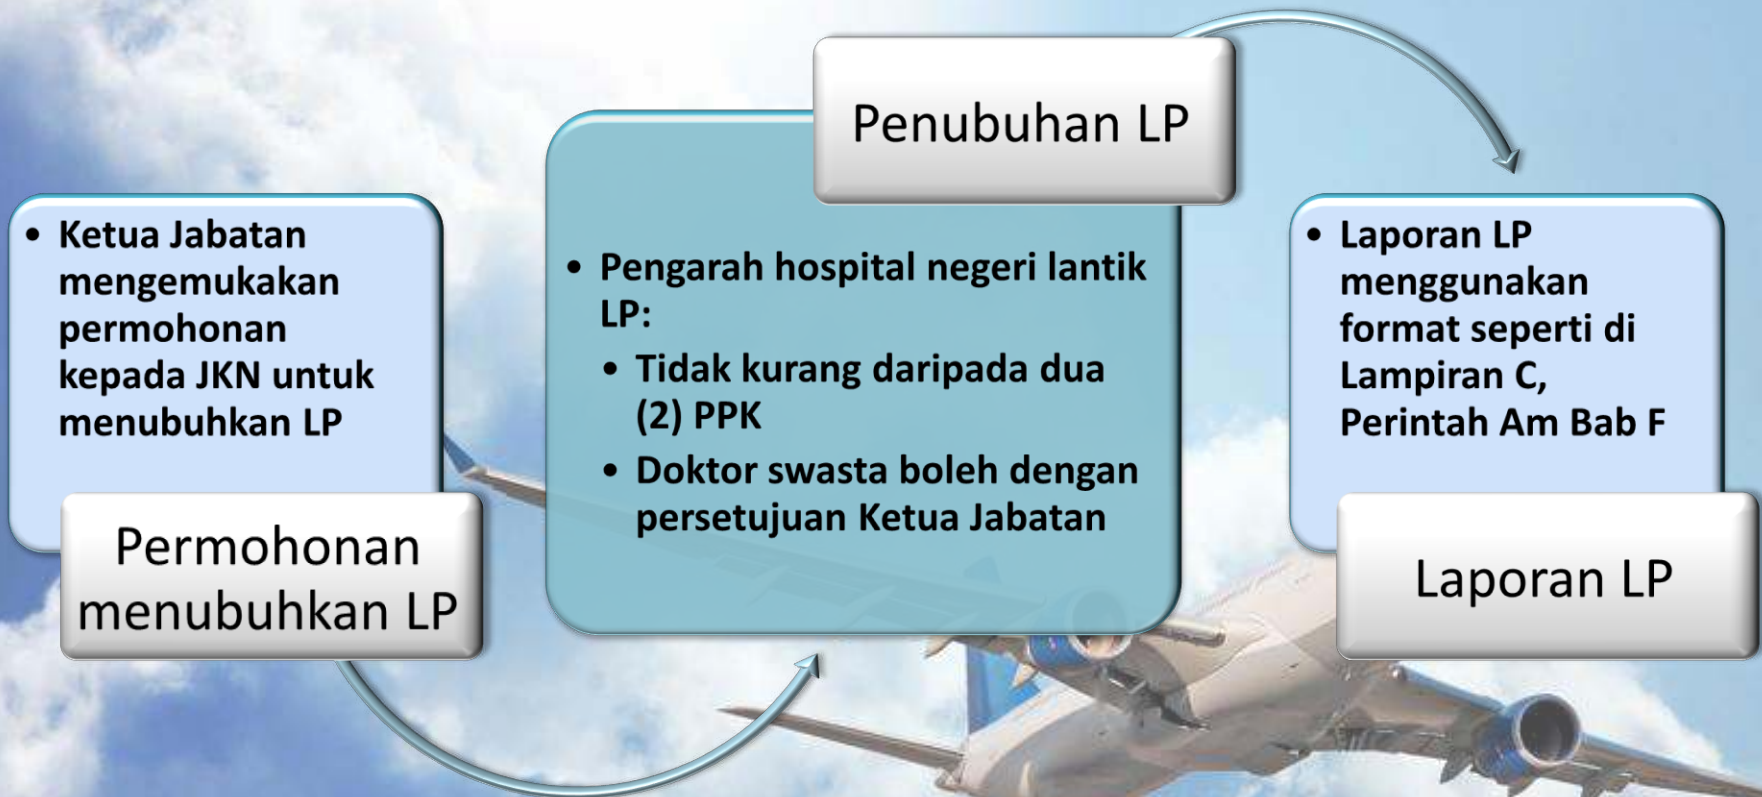 • Ketua Jabatan
mengemukakan
permohonan
kepada JKN untuk
menubuhkan LP
Permohonan
menubuhkan LP
Penubuhan LP
• Pengarah hospital negeri lantik
LP:
• Tidak kurang daripada dua
(2) PPK
• Doktor swasta boleh dengan
persetujuan Ketua Jabatan
• Laporan LP
menggunakan
format seperti di
Lampiran C,
Perintah Am Bab F
Laporan LP